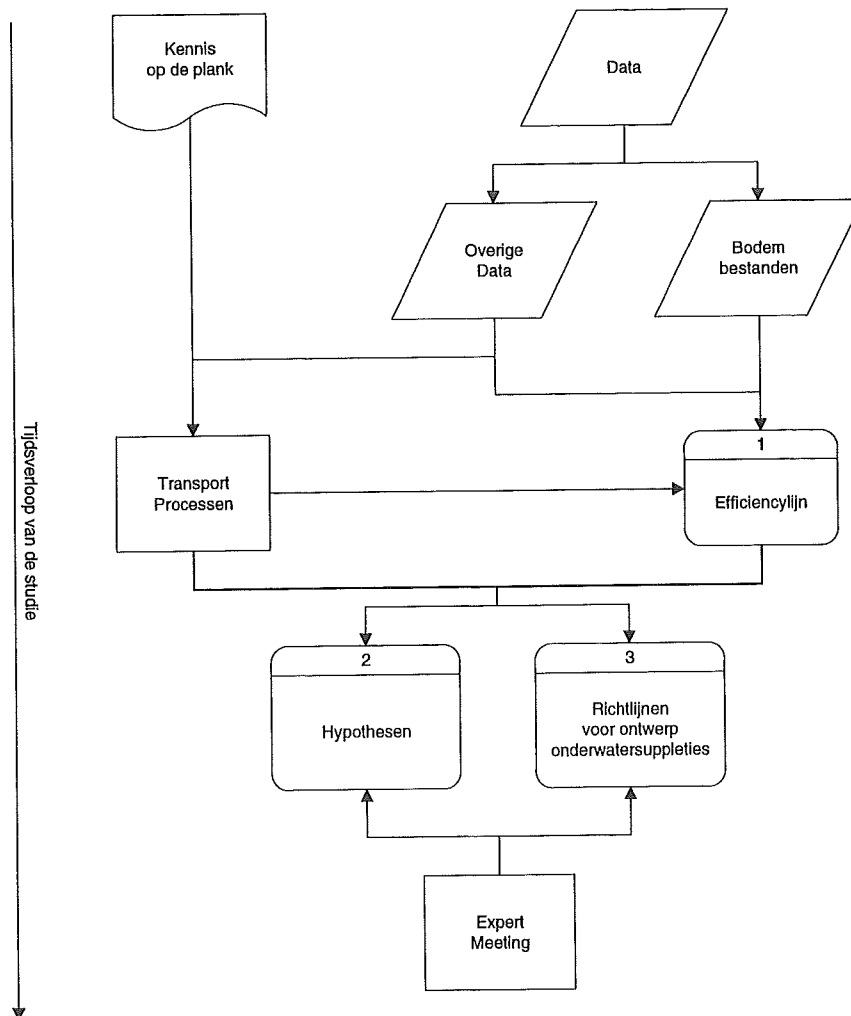 Kennis
op de plank
Data
Overige
Data
Bodem
bestanden
Transport
Processen
1
Efficiencylijn
Tijdsverloop van de studie
2
Hypothesen
3
Richtlijnen
voor ontwerp
onderwatersuppleties
Expert
Meeting